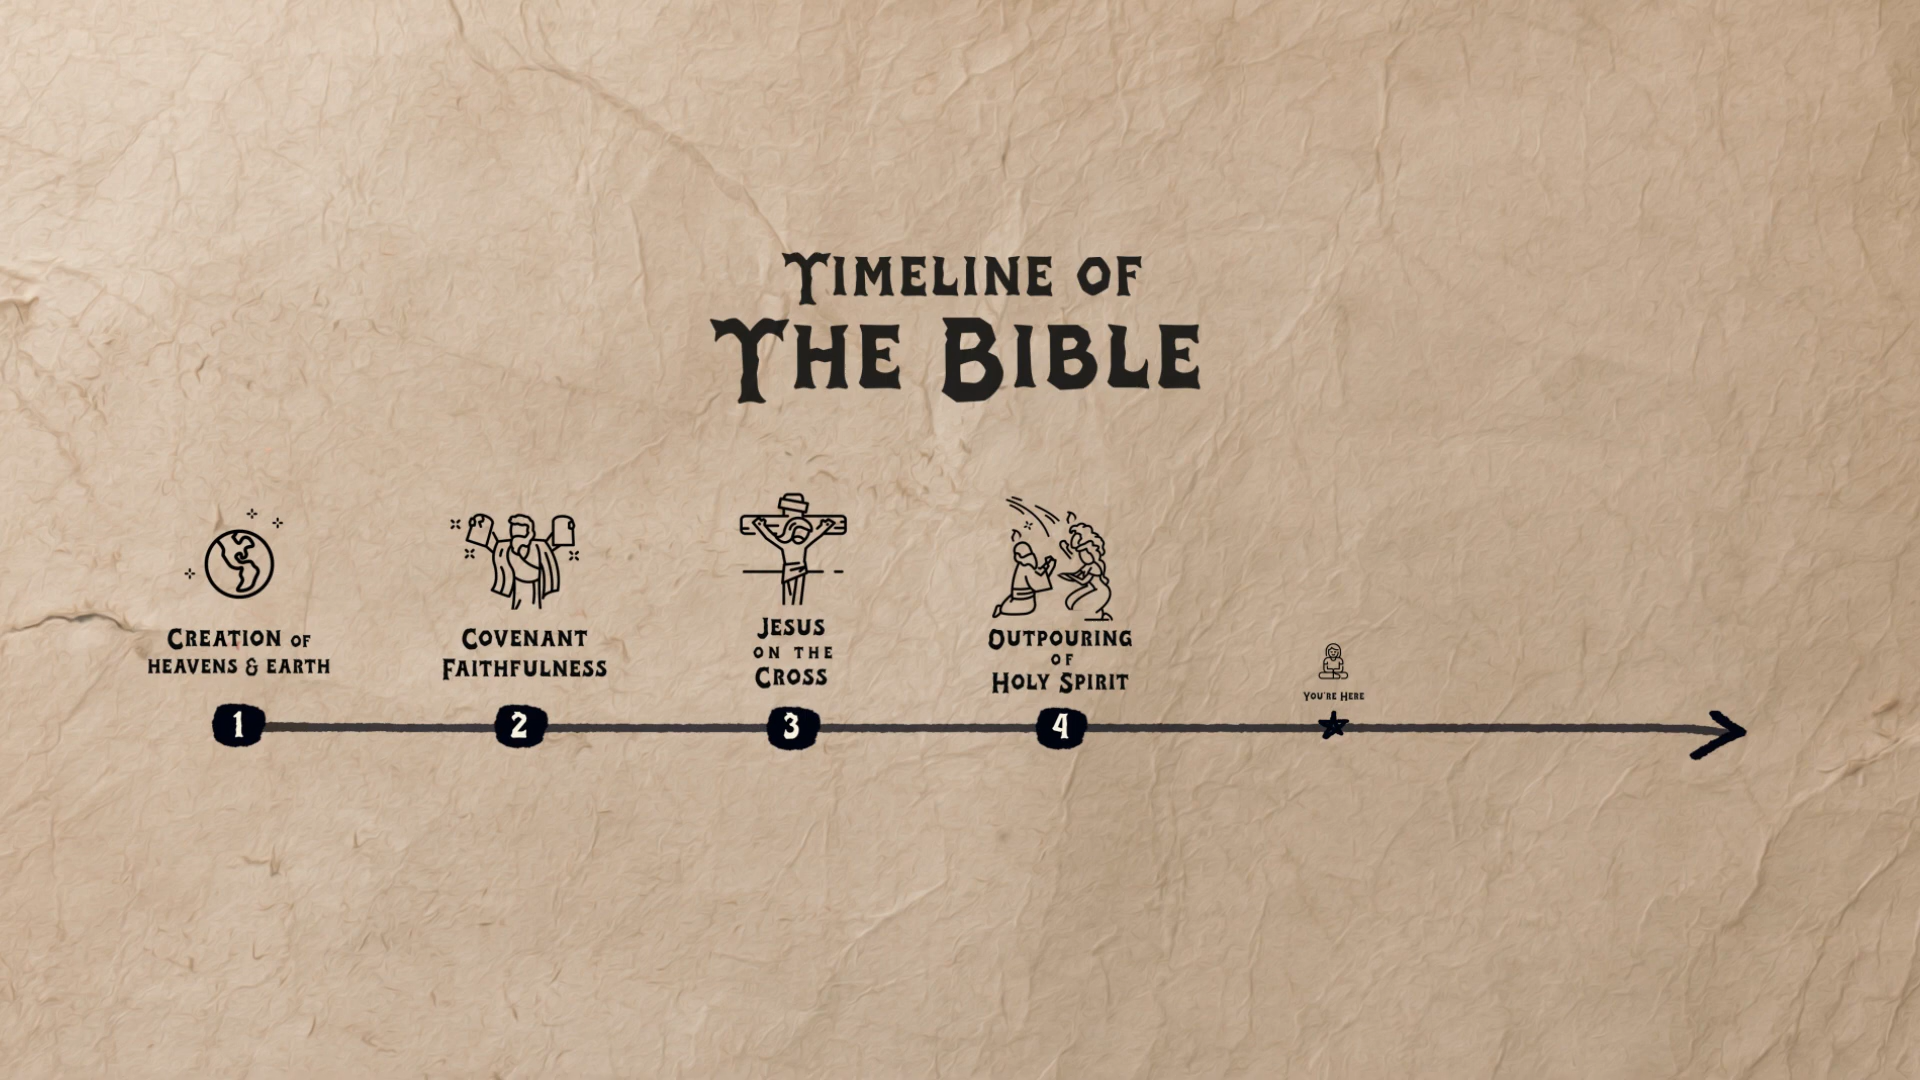 Timeline of
The Bible
Creation of
heavens & earth
Covenant
Faithfulness
Jesus
on the
Cross
Outpouring
of
Holy Spirit
You're Here
1
2
3
4